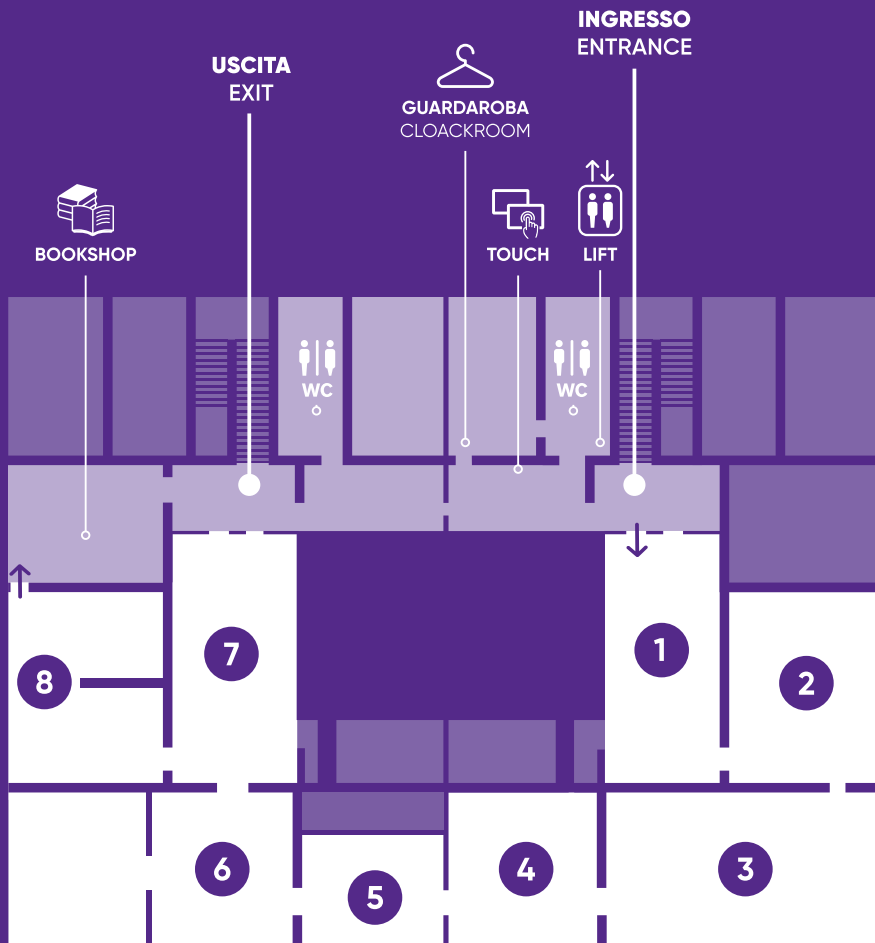 INGRESSO
ENTRANCE
USCITA
EXIT
GUARDAROBA
CLOACKROOM
BOOKSHOP
TOUCH
LIFT
WC
WC
7
1
8
2
6
5
4
3